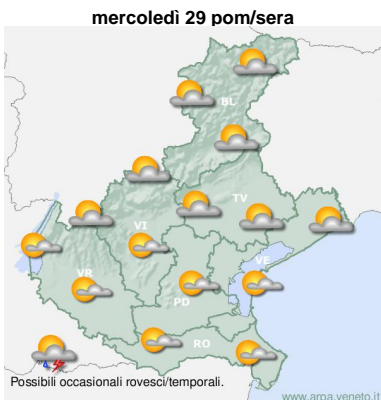 mercoledì 29 pom/sera
BL
TV
VI
VE
VR
PD
RO
Possibili occasionali rovesci/temporali.
www.arpa.veneto.it